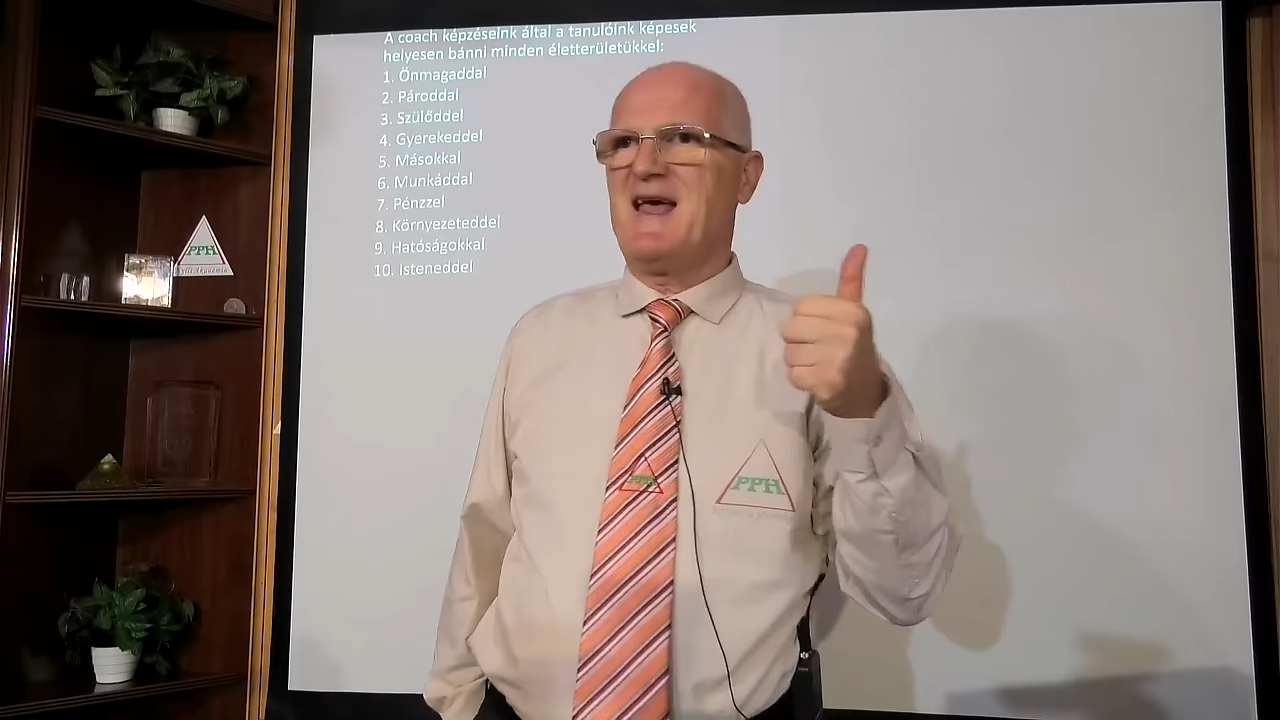 A coach képzéseink által a tanulóink képesek
helyesen bánni minden életterületükkel:
1. Önmagaddal
2. Pároddal
3. Szülőddel
4. Gyerekeddel
5. Másokkal
6. Munkáddal
7. Pénzzel
8. Környezeteddel
9. Hatóságokkal
10. Isteneddel
PPH
Akadémia
PPH
PPH